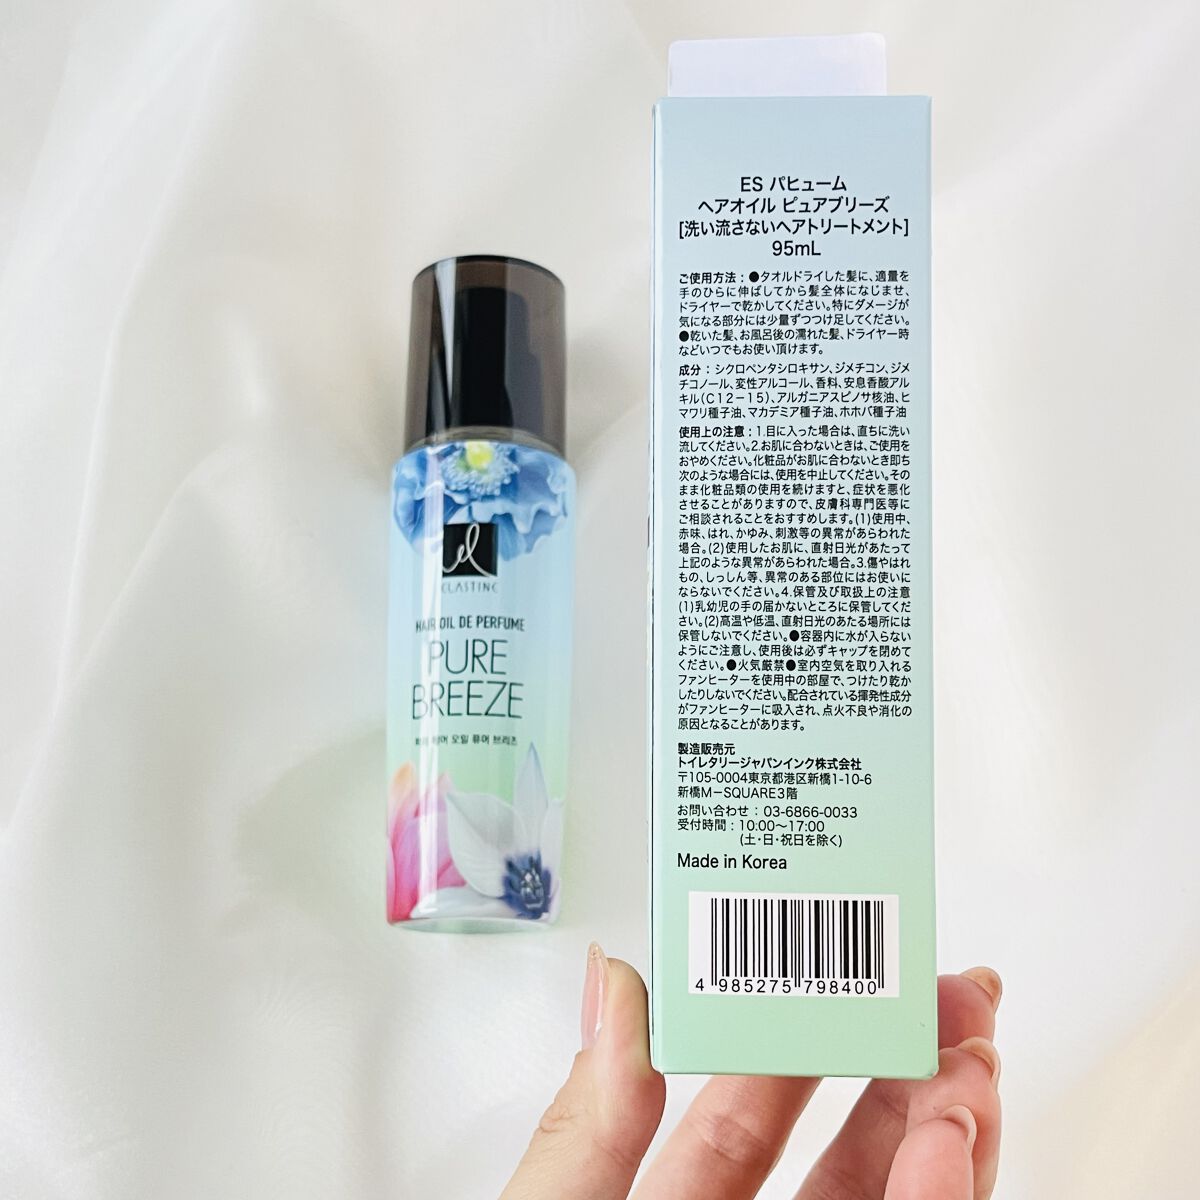 el
ELASTINE
HAIR OIL DE PERFUME
PURE
BREEZE
오일 퓨어 브리즈
ES パヒューム
ヘアオイル ピュアブリーズ
[洗い流さないヘアトリートメント]
95mL
ご使用方法：●タオルドライした髪に、適量を
手のひらに伸ばしてから髪全体になじませ、
ドライヤーで乾かしてください。特にダメージが
気になる部分には少量ずつつけ足してください。
●乾いた髪、お風呂後の濡れた髪、ドライヤー時
などいつでもお使い頂けます。
成分：シクロペンタシロキサン、ジメチコン、ジメ
チコノール、変性アルコール、香料、安息香酸アル
キル(C12-15)、アルガニアスピノサ核油、ヒ
マワリ種子油、マカデミア種子油、ホホバ種子油
使用上の注意：1.目に入った場合は、直ちに洗い
流してください。2.お肌に合わないときは、ご使用を
おやめください。化粧品がお肌に合わないとき即ち
次のような場合には、使用を中止してください。その
まま化粧品類の使用を続けますと、症状を悪化
させることがありますので、皮膚科専門医等に
ご相談されることをおすすめします。(1)使用中、
赤味、はれ、かゆみ、刺激等の異常があらわれた
場合。(2)使用したお肌に、直射日光があたって
上記のような異常があらわれた場合。3.傷やはれ
もの、しっしん等、異常のある部位にはお使いに
ならないでください。4.保管及び取扱上の注意
(1)乳幼児の手の届かないところに保管してくだ
さい。(2)高温や低温、直射日光のあたる場所には
保管しないでください。●容器内に水が入らない
ようにご注意し、使用後は必ずキャップを閉めて
ください。●火気厳禁●室内空気を取り入れる
ファンヒーターを使用中の部屋で、つけたり乾か
したりしないでください。配合されている揮発性成分
がファンヒーターに吸入され、点火不良や消化の
原因となることがあります。
製造販売元
トイレタリージャパンインク株式会社
〒105-0004東京都港区新橋1-10-6
新橋M-SQUARE3階
お問い合わせ：03-6866-0033
受付時間：10:00～17:00
(土・日・祝日を除く)
Made in Korea
4 985275 798400